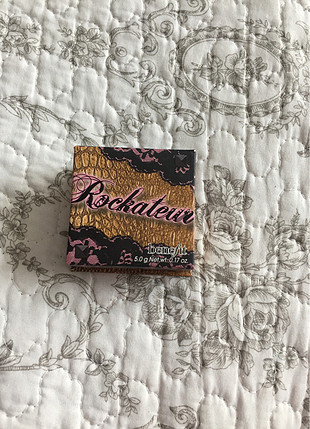 Rockateur
benefit
5.0 g Net wt. 0.17 oz.